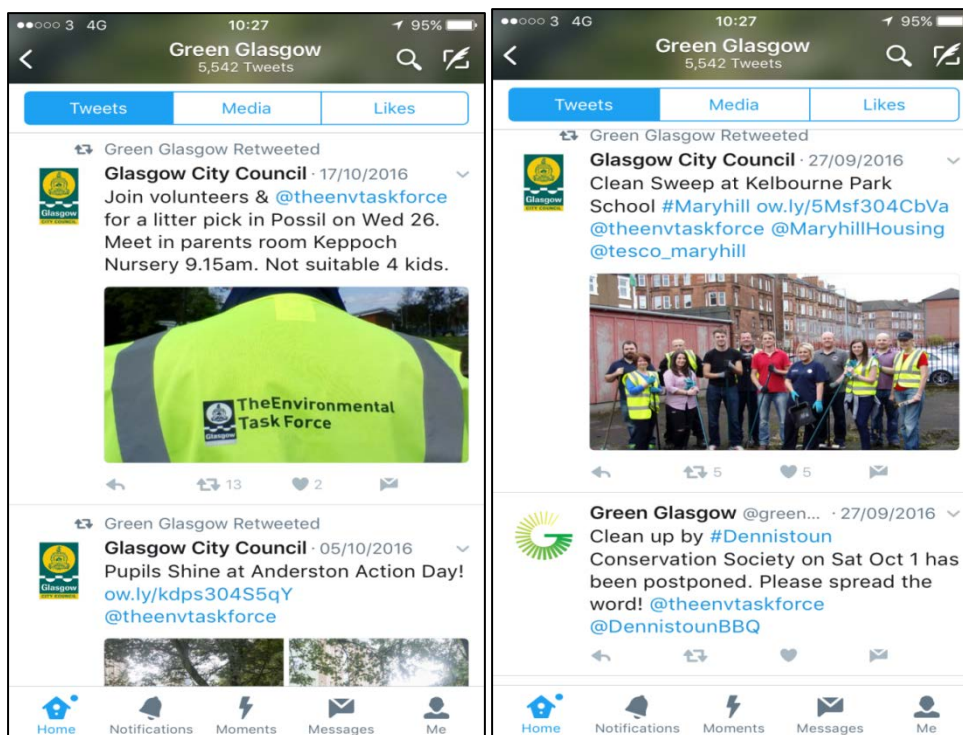 3 4G 10:27 95%
Green Glasgow
5,542 Tweets
Tweets Media Likes
Green Glasgow Retweeted
Glasgow City Council · 17/10/2016
Join volunteers & @theenvtaskforce
for a litter pick in Possil on Wed 26.
Meet in parents room Keppoch
Nursery 9.15am. Not suitable 4 kids.
TheEnvironmental
Task Force
Glasgow
13 2
Green Glasgow Retweeted
Glasgow City Council · 05/10/2016
Pupils Shine at Anderston Action Day!
ow.ly/kdps304S5qY
@theenvtaskforce
Glasgow
CITY COUNCIL
Home Notifications Moments Messages Me
3 4G 10:27 95%
Green Glasgow
5,542 Tweets
Tweets Media Likes
Green Glasgow Retweeted
Glasgow City Council · 27/09/2016
Clean Sweep at Kelbourne Park
School #Maryhill ow.ly/5Msf304CbVa
@theenvtaskforce @MaryhillHousing
@tesco_maryhill
Glasgow
CITY COUNCIL
5 5
Green Glasgow @green... · 27/09/2016
Clean up by #Dennistoun
Conservation Society on Sat Oct 1 has
been postponed. Please spread the
word! @theenvtaskforce
@DennistounBBQ
Home Notifications Moments Messages Me